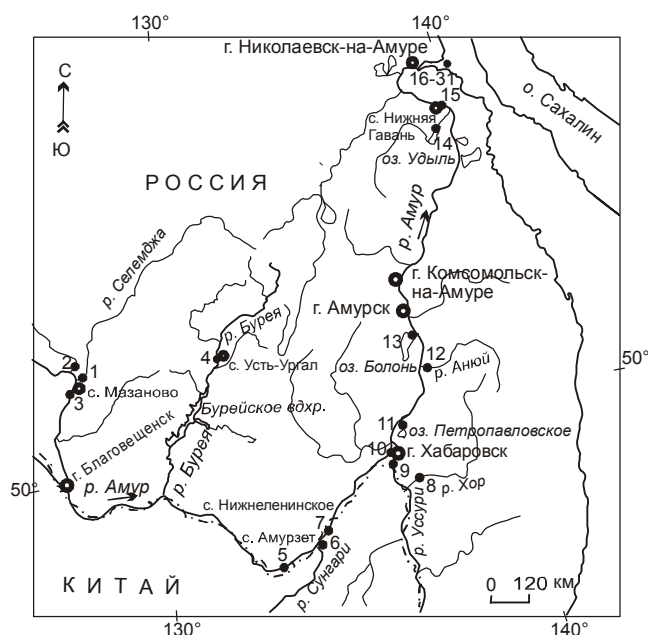 130°
140°
г. Николаевск-на-Амуре
16-31
С
Ю
15
с. Нижняя
Гавань
14
оз. Удыль
о. Сахалин
РОССИЯ
р. Амур
р. Селемджа
г. Комсомольск-
на-Амуре
г. Амурск
р. Бурея
13
4
с. Усть-Ургал
2
1
с. Мазаново
3
оз. Болонь
12
р. Анюй
50°
Бурейское вдхр.
11
оз. Петропавловское
г. Благовещенск
10
г. Хабаровск
9
8
р. Хор
50°
р. Амур
р. Бурея
с. Нижнеленинское
7
с. Амурзет
6
5
р. Уссури
р. Сунгари
КИТАЙ
0 120 км
130°
140°